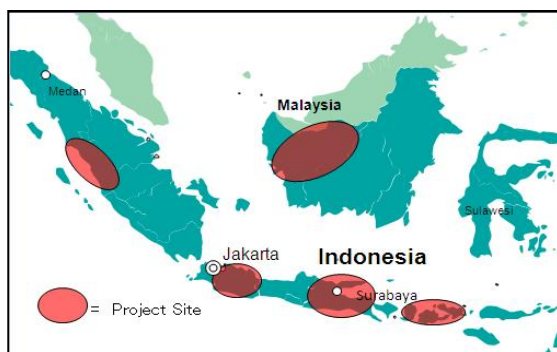 Medan
Malaysia
Sulawesi
Jakarta
Indonesia
Surabaya
= Project Site